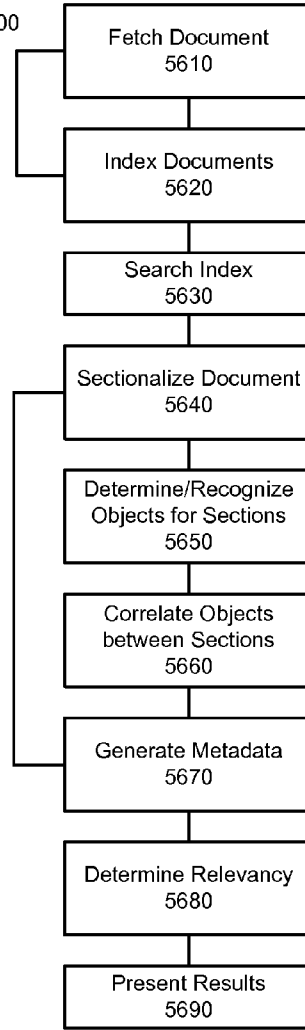 00
Fetch Document
5610
Index Documents
5620
Search Index
5630
Sectionalize Document
5640
Determine/Recognize
Objects for Sections
5650
Correlate Objects
between Sections
5660
Generate Metadata
5670
Determine Relevancy
5680
Present Results
5690